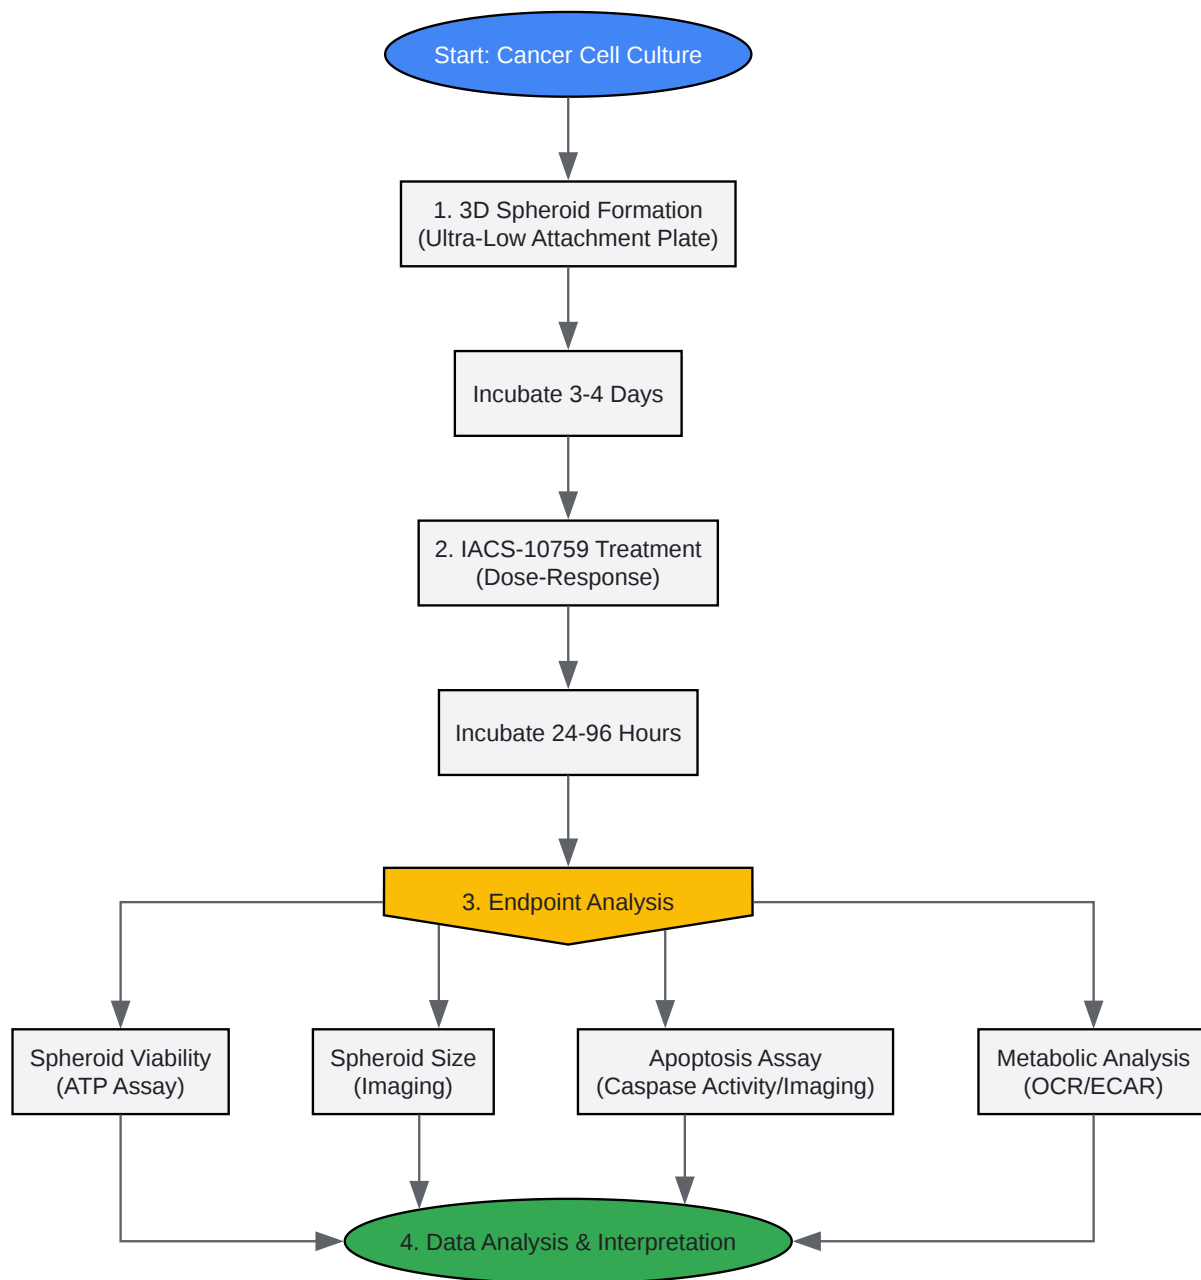 Start: Cancer Cell Culture
1. 3D Spheroid Formation
(Ultra-Low Attachment Plate)
Incubate 3-4 Days
2. IACS-10759 Treatment
(Dose-Response)
Incubate 24-96 Hours
3. Endpoint Analysis
Spheroid Viability
(ATP Assay)
Spheroid Size
(Imaging)
Apoptosis Assay
(Caspase Activity/Imaging)
Metabolic Analysis
(OCR/ECAR)
4. Data Analysis & Interpretation